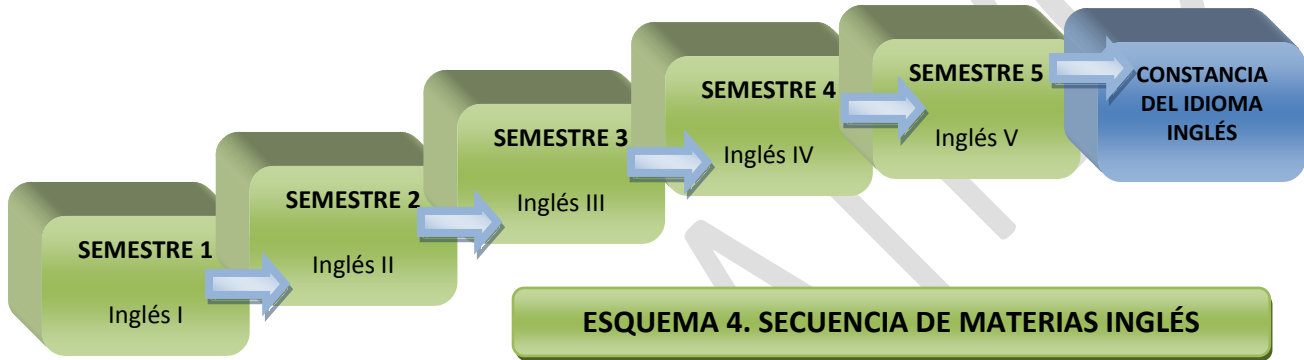 SEMESTRE 1
Inglés I
SEMESTRE 2
Inglés II
SEMESTRE 3
Inglés III
SEMESTRE 4
Inglés IV
SEMESTRE 5
Inglés V
CONSTANCIA
DEL IDIOMA
INGLÉS
ESQUEMA 4. SECUENCIA DE MATERIAS INGLÉS